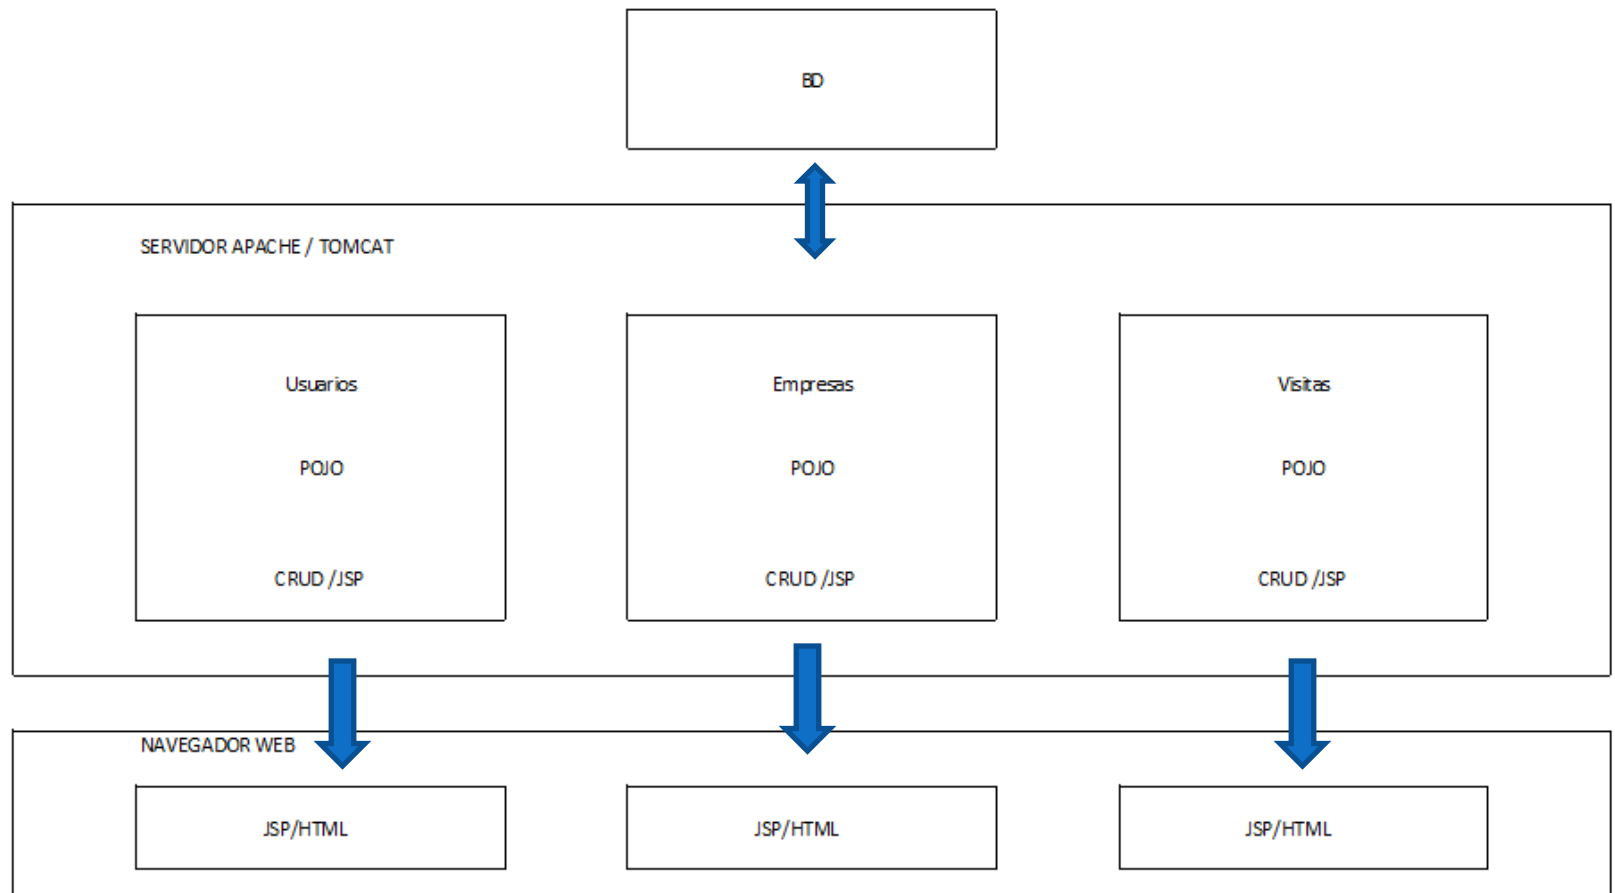 BD
SERVIDOR APACHE / TOMCAT
Usuarios
Empresas
Visitas
POJO
POJO
POJO
CRUD /JSP
CRUD /JSP
CRUD /JSP
NAVEGADOR WEB
JSP/HTML
JSP/HTML
JSP/HTML